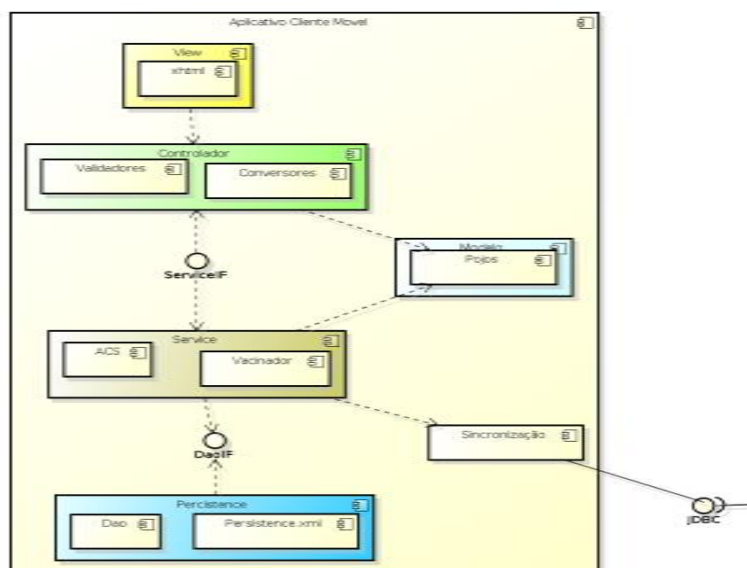 Aplicativo Cliente Movel
View
xhtml
Controlador
Validadores
Conversores
ServiceIF
Modelo
Pojos
Service
ACS
Vacinador
Sincronização
DaoIF
JDBC
Percistence
Dao
Persistence.xml